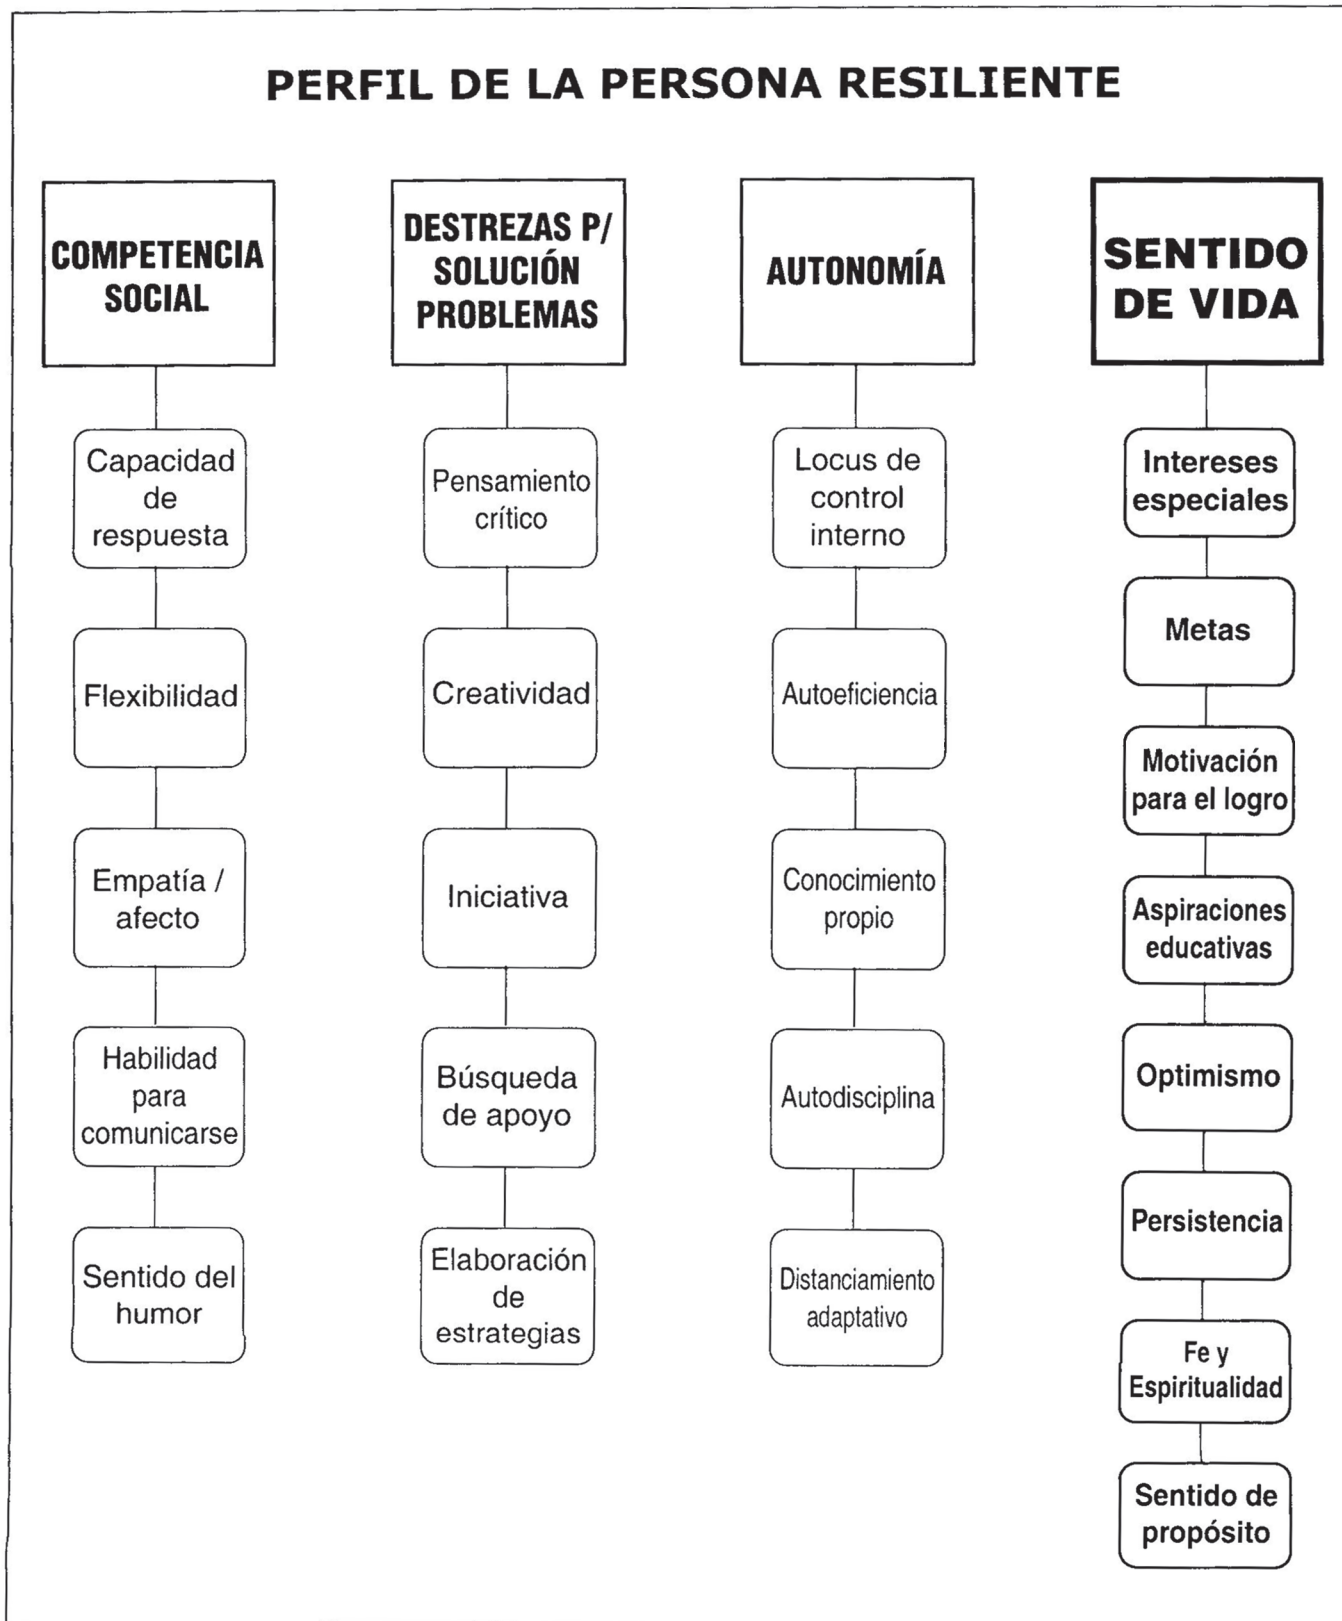 PERFIL DE LA PERSONA RESILIENTE
COMPETENCIA
SOCIAL
Capacidad
de
respuesta
Flexibilidad
Empatía /
afecto
Habilidad
para
comunicarse
Sentido del
humor
DESTREZAS P/
SOLUCIÓN
PROBLEMAS
Pensamiento
crítico
Creatividad
Iniciativa
Búsqueda
de apoyo
Elaboración
de
estrategias
AUTONOMÍA
Locus de
control
interno
Autoeficiencia
Conocimiento
propio
Autodisciplina
Distanciamiento
adaptativo
SENTIDO
DE VIDA
Intereses
especiales
Metas
Motivación
para el logro
Aspiraciones
educativas
Optimismo
Persistencia
Fe y
Espiritualidad
Sentido de
propósito